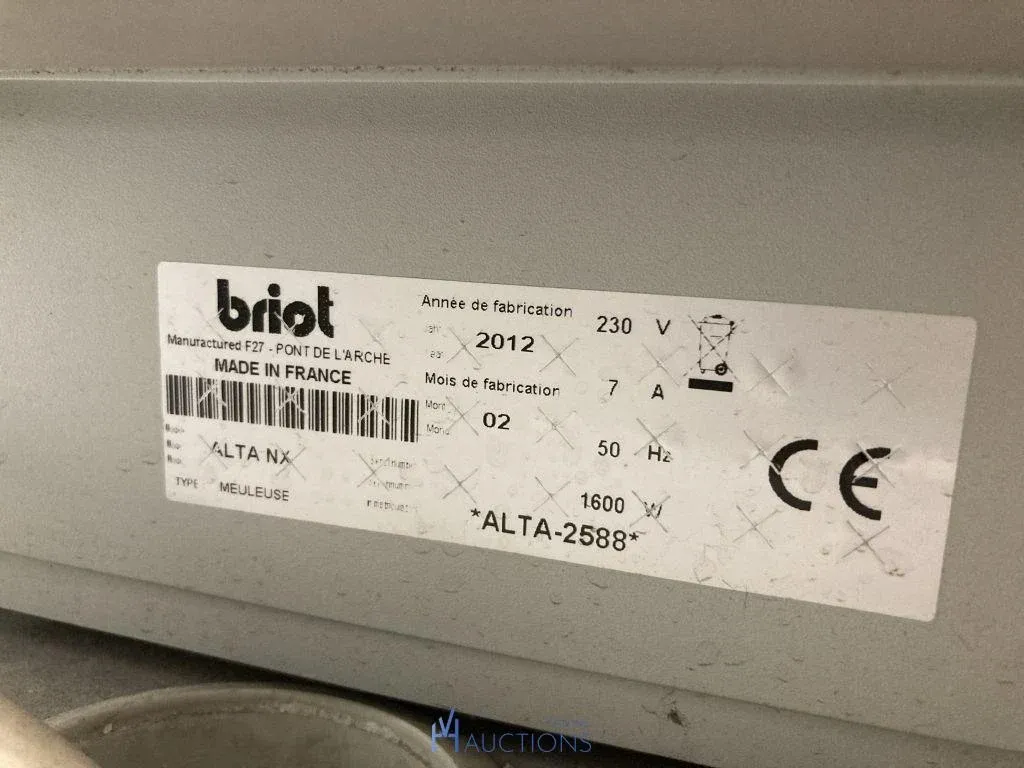 briot
Manuractured F27 - PONT DE L'ARCHE
MADE IN FRANCE
ALTA NX
TYPE MEULEUSE
Année de fabrication
2012
Mois de fabrication
02
230 V
7 A
50 Hz
1600 W
*ALTA-2588*
CE
AUCTIONS